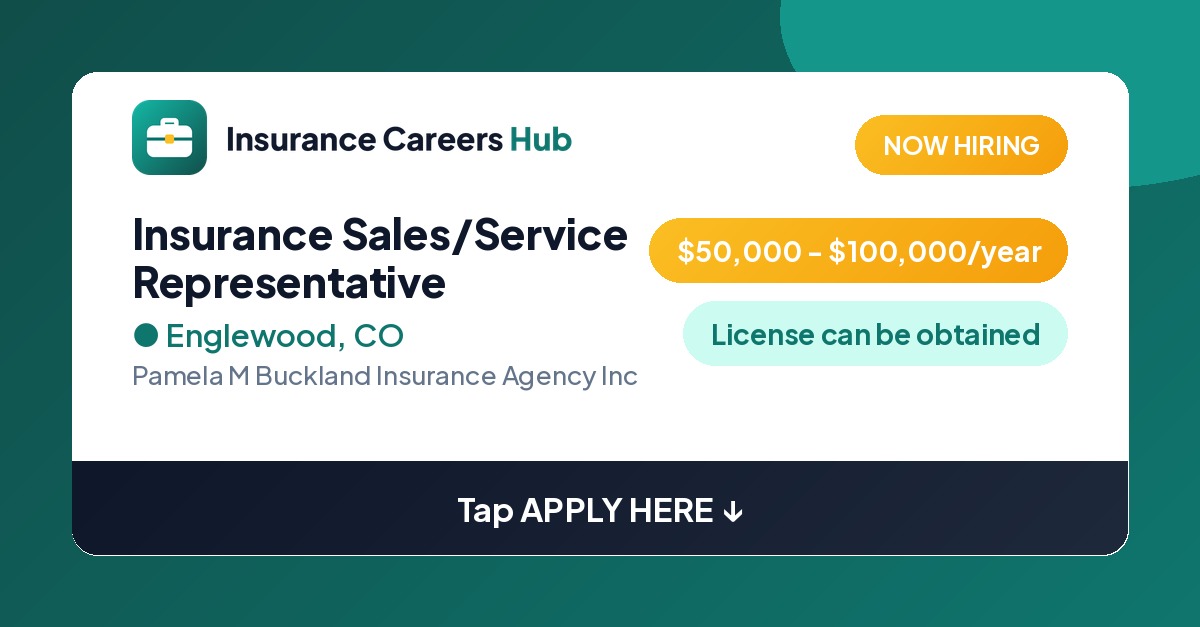 Insurance Careers Hub
NOW HIRING
Insurance Sales/Service
Representative
$50,000 – $100,000/year
Englewood, CO
License can be obtained
Pamela M Buckland Insurance Agency Inc
Tap APPLY HERE ↓